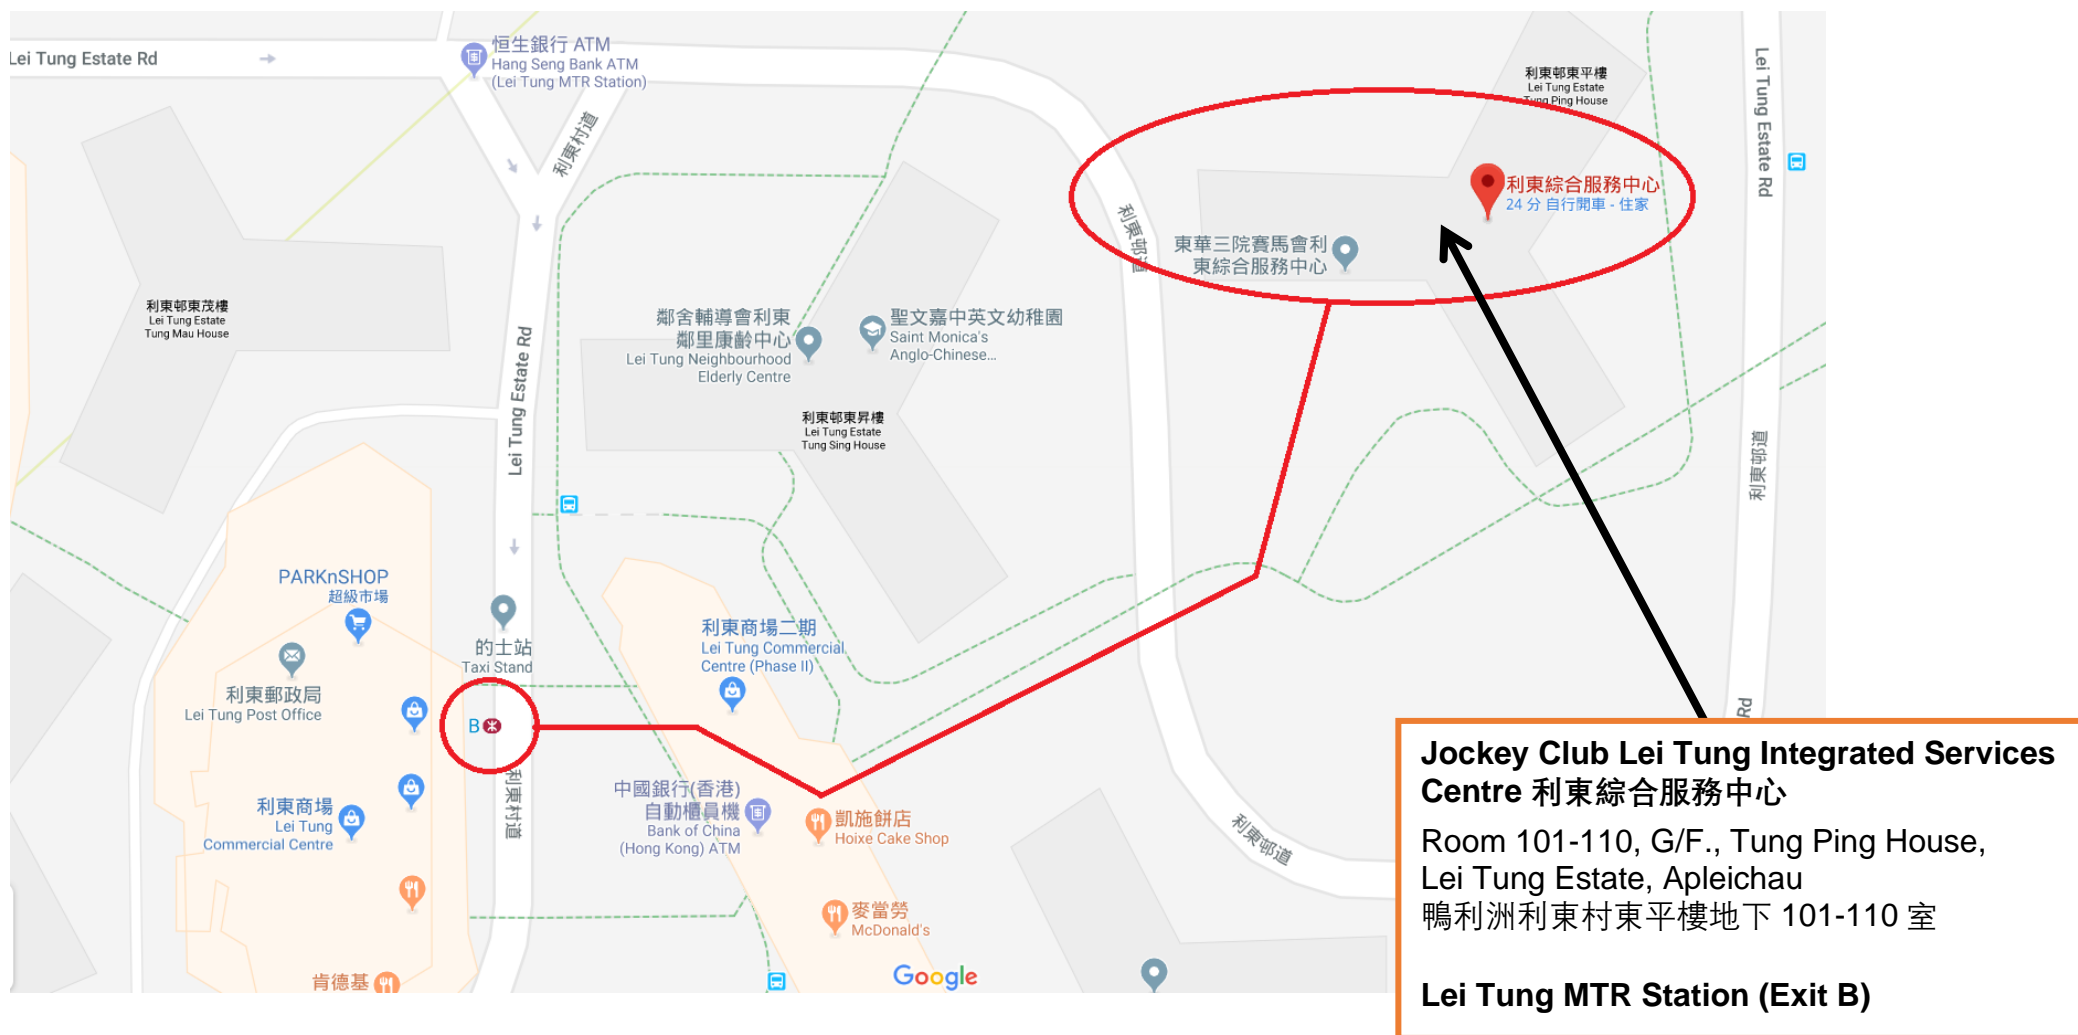 Lei Tung Estate Rd
恒生銀行 ATM
Hang Seng Bank ATM
(Lei Tung MTR Station)
利東村道
利東邨東平樓
Lei Tung Estate
Tung Ping House
Lei Tung Estate Rd
利東綜合服務中心
24 分 自行開車 - 住家
利東邨道
東華三院賽馬會利
東綜合服務中心
利東邨東茂樓
Lei Tung Estate
Tung Mau House
Lei Tung Estate Rd
鄰舍輔導會利東
鄰里康齡中心
Lei Tung Neighbourhood
Elderly Centre
聖文嘉中英文幼稚園
Saint Monica's
Anglo-Chinese...
利東邨東昇樓
Lei Tung Estate
Tung Sing House
利東邨道
PARKnSHOP
超級市場
的士站
Taxi Stand
利東商場二期
Lei Tung Commercial
Centre (Phase II)
利東郵政局
Lei Tung Post Office
B
Rd
利東村道
利東商場
Lei Tung
Commercial Centre
中國銀行(香港)
自動櫃員機
Bank of China
(Hong Kong) ATM
凱施餅店
Hoixe Cake Shop
利東邨道
麥當勞
McDonald's
肯德基
Google
Jockey Club Lei Tung Integrated Services
Centre 利東綜合服務中心
Room 101-110, G/F., Tung Ping House,
Lei Tung Estate, Apleichau
鴨利洲利東村東平樓地下 101-110 室
Lei Tung MTR Station (Exit B)